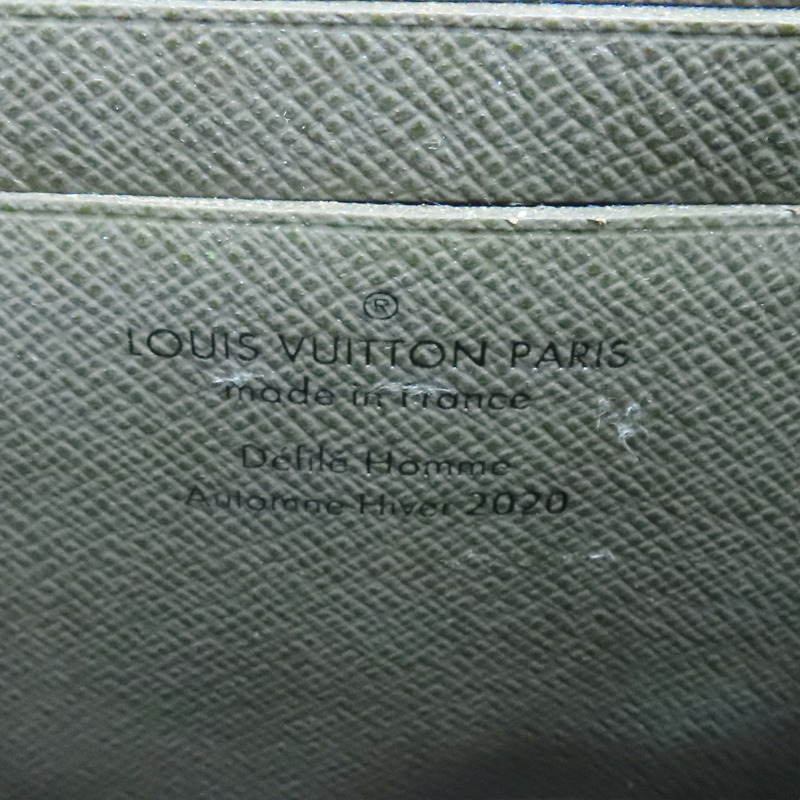 ®
LOUIS VUITTON PARIS
made in France
Défilé Homme
Automne-Hiver 2020